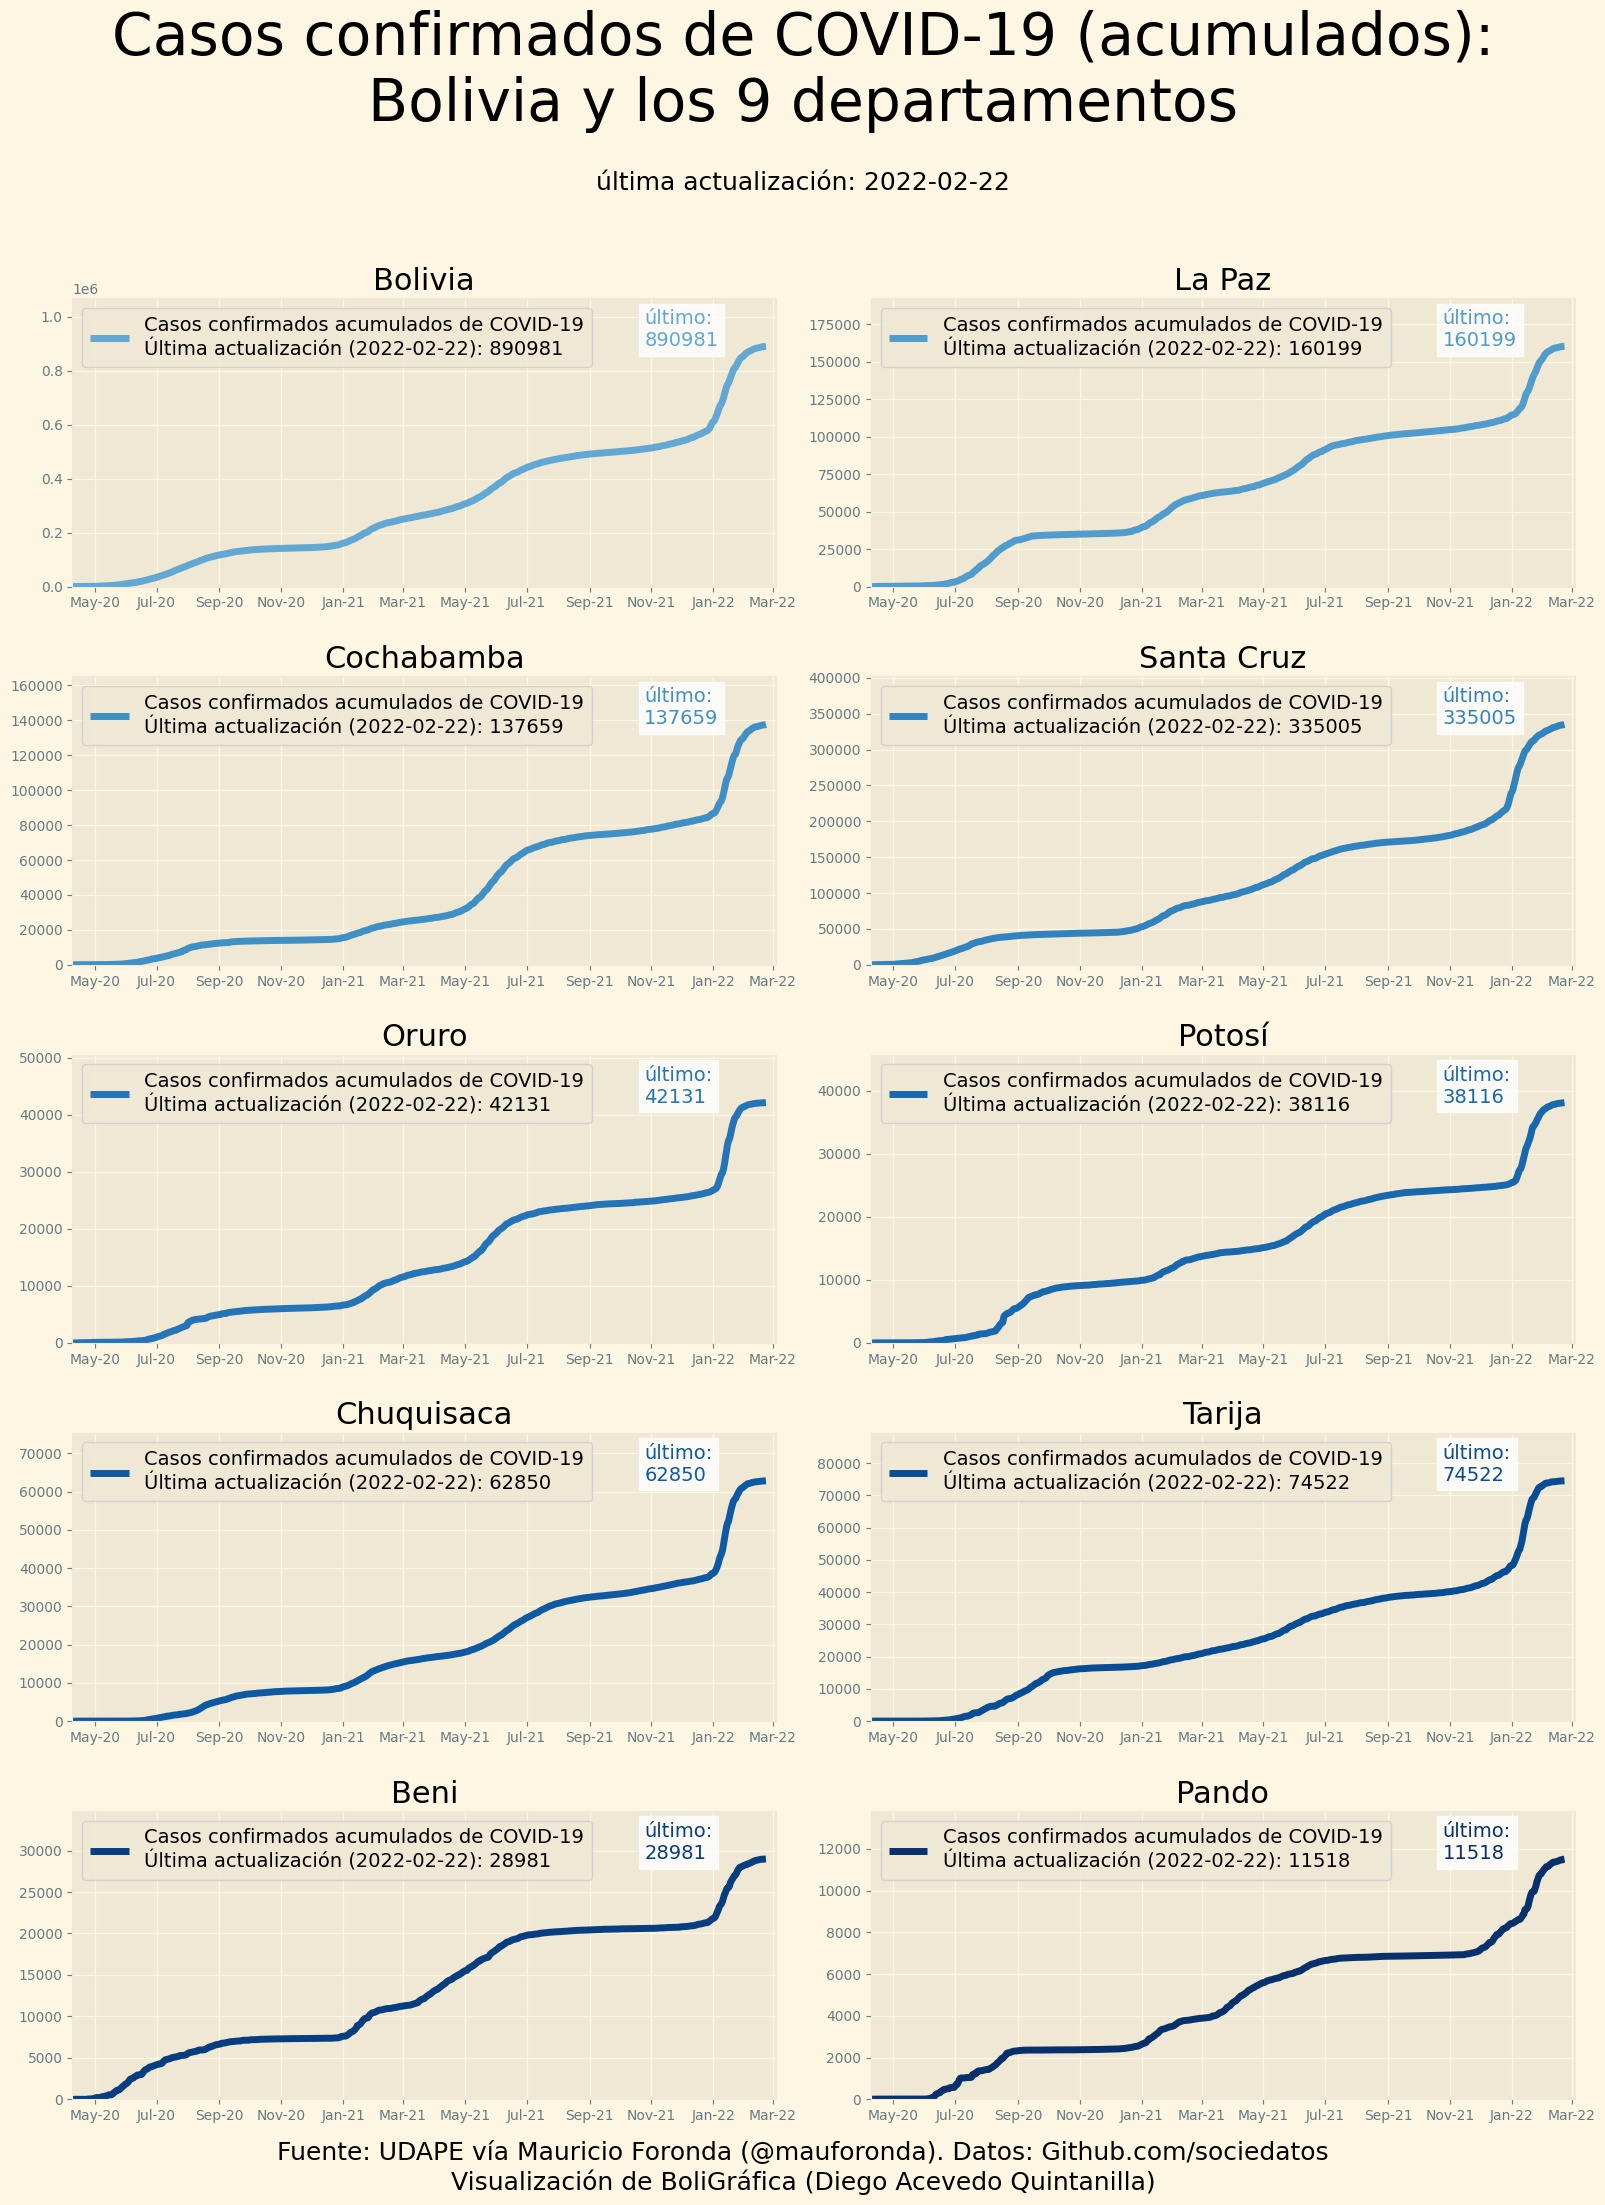 Casos confirmados de COVID-19 (acumulados):
Bolivia y los 9 departamentos
última actualización: 2022-02-22
Bolivia
1e6
Casos confirmados acumulados de COVID-19
Última actualización (2022-02-22): 890981
último:
890981
1.0
0.8
0.6
0.4
0.2
0.0
May-20 Jul-20 Sep-20 Nov-20 Jan-21 Mar-21 May-21 Jul-21 Sep-21 Nov-21 Jan-22 Mar-22
La Paz
Casos confirmados acumulados de COVID-19
Última actualización (2022-02-22): 160199
último:
160199
175000
150000
125000
100000
75000
50000
25000
0
May-20 Jul-20 Sep-20 Nov-20 Jan-21 Mar-21 May-21 Jul-21 Sep-21 Nov-21 Jan-22 Mar-22
Cochabamba
Casos confirmados acumulados de COVID-19
Última actualización (2022-02-22): 137659
último:
137659
160000
140000
120000
100000
80000
60000
40000
20000
0
May-20 Jul-20 Sep-20 Nov-20 Jan-21 Mar-21 May-21 Jul-21 Sep-21 Nov-21 Jan-22 Mar-22
Santa Cruz
Casos confirmados acumulados de COVID-19
Última actualización (2022-02-22): 335005
último:
335005
400000
350000
300000
250000
200000
150000
100000
50000
0
May-20 Jul-20 Sep-20 Nov-20 Jan-21 Mar-21 May-21 Jul-21 Sep-21 Nov-21 Jan-22 Mar-22
Oruro
Casos confirmados acumulados de COVID-19
Última actualización (2022-02-22): 42131
último:
42131
50000
40000
30000
20000
10000
0
May-20 Jul-20 Sep-20 Nov-20 Jan-21 Mar-21 May-21 Jul-21 Sep-21 Nov-21 Jan-22 Mar-22
Potosí
Casos confirmados acumulados de COVID-19
Última actualización (2022-02-22): 38116
último:
38116
40000
30000
20000
10000
0
May-20 Jul-20 Sep-20 Nov-20 Jan-21 Mar-21 May-21 Jul-21 Sep-21 Nov-21 Jan-22 Mar-22
Chuquisaca
Casos confirmados acumulados de COVID-19
Última actualización (2022-02-22): 62850
último:
62850
70000
60000
50000
40000
30000
20000
10000
0
May-20 Jul-20 Sep-20 Nov-20 Jan-21 Mar-21 May-21 Jul-21 Sep-21 Nov-21 Jan-22 Mar-22
Tarija
Casos confirmados acumulados de COVID-19
Última actualización (2022-02-22): 74522
último:
74522
80000
70000
60000
50000
40000
30000
20000
10000
0
May-20 Jul-20 Sep-20 Nov-20 Jan-21 Mar-21 May-21 Jul-21 Sep-21 Nov-21 Jan-22 Mar-22
Beni
Casos confirmados acumulados de COVID-19
Última actualización (2022-02-22): 28981
último:
28981
30000
25000
20000
15000
10000
5000
0
May-20 Jul-20 Sep-20 Nov-20 Jan-21 Mar-21 May-21 Jul-21 Sep-21 Nov-21 Jan-22 Mar-22
Pando
Casos confirmados acumulados de COVID-19
Última actualización (2022-02-22): 11518
último:
11518
12000
10000
8000
6000
4000
2000
0
May-20 Jul-20 Sep-20 Nov-20 Jan-21 Mar-21 May-21 Jul-21 Sep-21 Nov-21 Jan-22 Mar-22
Fuente: UDAPE vía Mauricio Foronda (@mauforonda). Datos: Github.com/sociedatos
Visualización de BoliGráfica (Diego Acevedo Quintanilla)